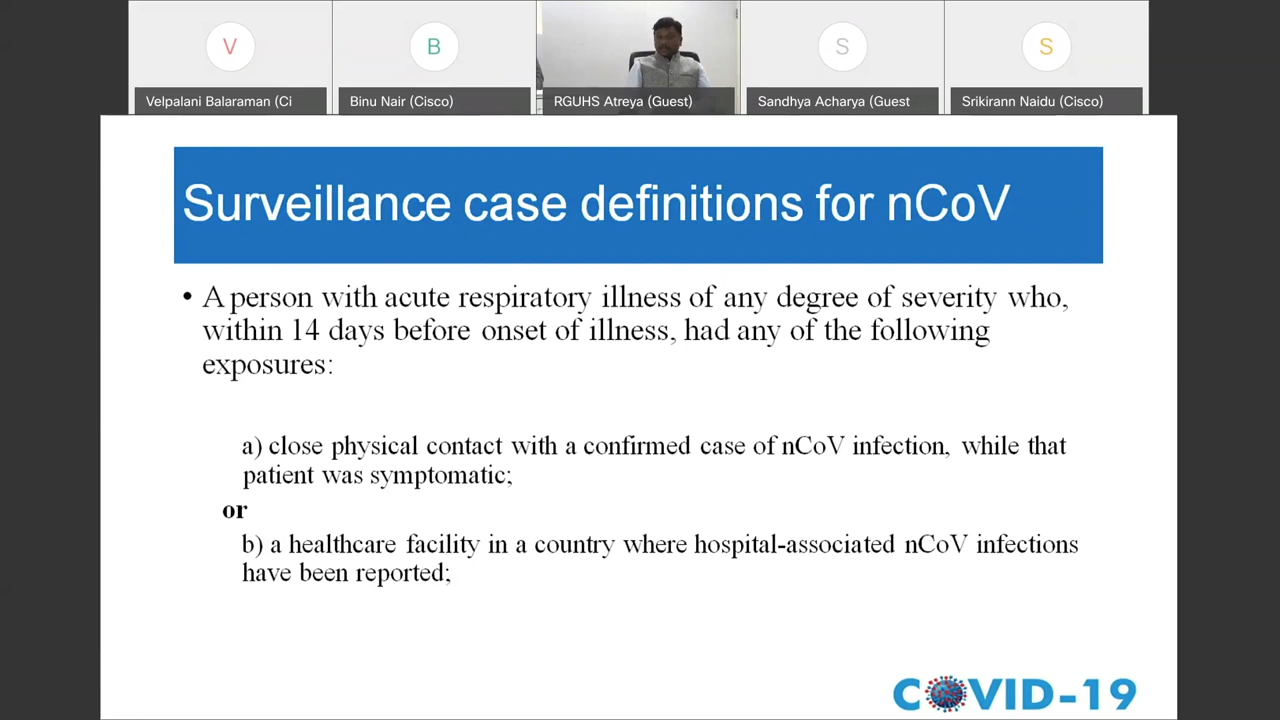 V
B
S
S
Velpalani Balaraman (Ci
Binu Nair (Cisco)
RGUHS Atreya (Guest)
Sandhya Acharya (Guest
Srikirann Naidu (Cisco)
Surveillance case definitions for nCoV
• A person with acute respiratory illness of any degree of severity who,
within 14 days before onset of illness, had any of the following
exposures:
a) close physical contact with a confirmed case of nCoV infection, while that
patient was symptomatic;
or
b) a healthcare facility in a country where hospital-associated nCoV infections
have been reported;
COVID-19